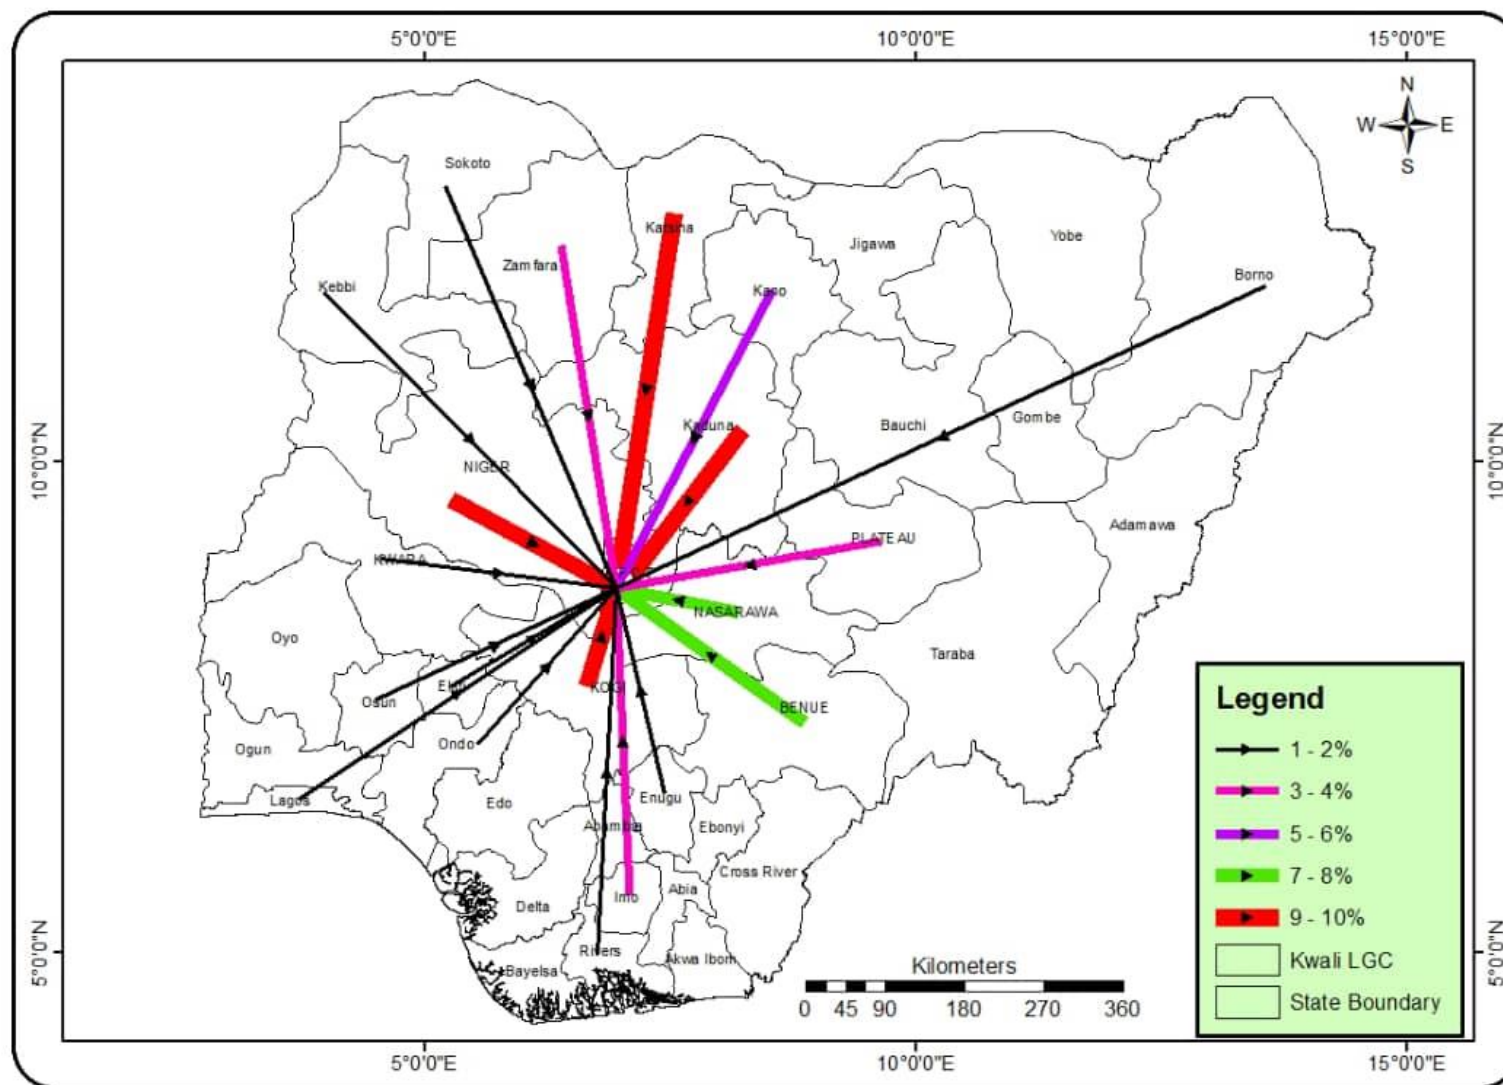 5°0'0"E 10°0'0"E 15°0'0"E
N
W E
S
Sokoto
Katsina
Yobe
Jigawa
Zamfara
Borno
Kebbi
Kano
Gombe
Kaduna
Bauchi
10°0'0"N 10°0'0"N
NIGER
Adamawa
PLATEAU
KWARA
NASARAWA
Oyo
Taraba
Ekiti
KOGI
Osun
BENUE
Ondo
Ogun
Enugu
Lagos
Edo
Ebonyi
Cross River
Abia
Imo
Delta
Rivers
Akwa Ibom
Bayelsa
5°0'0"N 5°0'0"N
Legend
1 - 2%
3 - 4%
5 - 6%
7 - 8%
9 - 10%
Kwali LGC
State Boundary
Kilometers
0 45 90 180 270 360
5°0'0"E 10°0'0"E 15°0'0"E